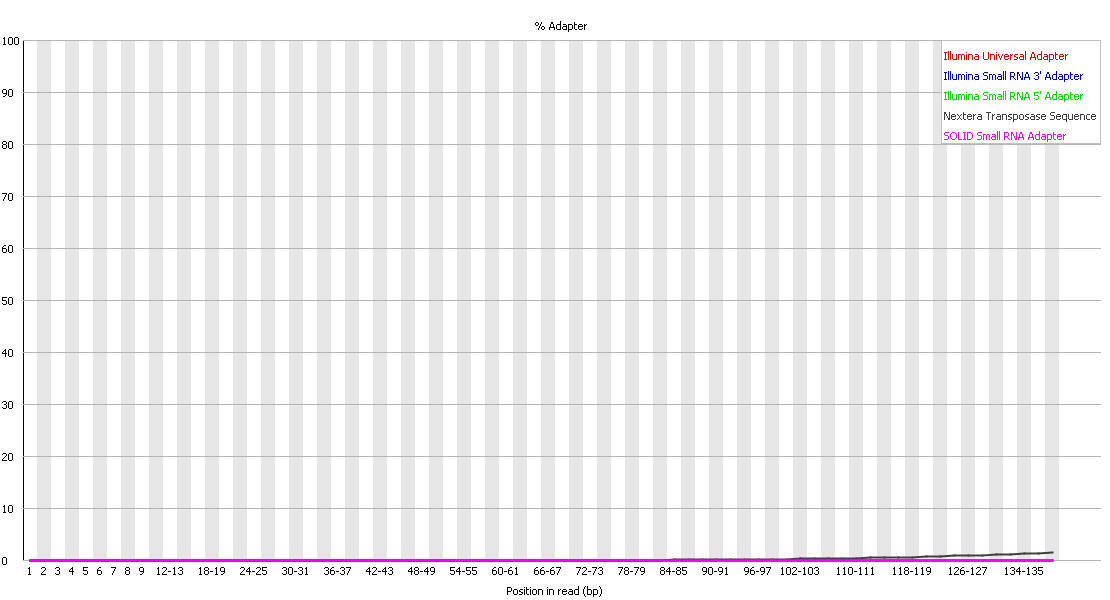 % Adapter
100
90
80
70
60
50
40
30
20
10
0
Illumina Universal Adapter
Illumina Small RNA 3' Adapter
Illumina Small RNA 5' Adapter
Nextera Transposase Sequence
SOLID Small RNA Adapter
1 2 3 4 5 6 7 8 9 12-13 18-19 24-25 30-31 36-37 42-43 48-49 54-55 60-61 66-67 72-73 78-79 84-85 90-91 96-97 102-103 110-111 118-119 126-127 134-135
Position in read (bp)